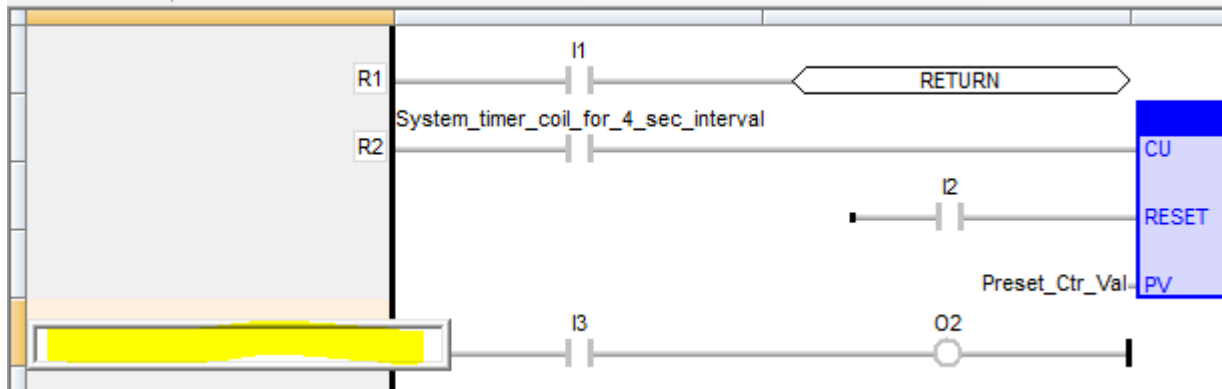 I1
R1 RETURN
System_timer_coil_for_4_sec_interval
R2 CU
I2
RESET
Preset_Ctr_Val PV
I3 O2